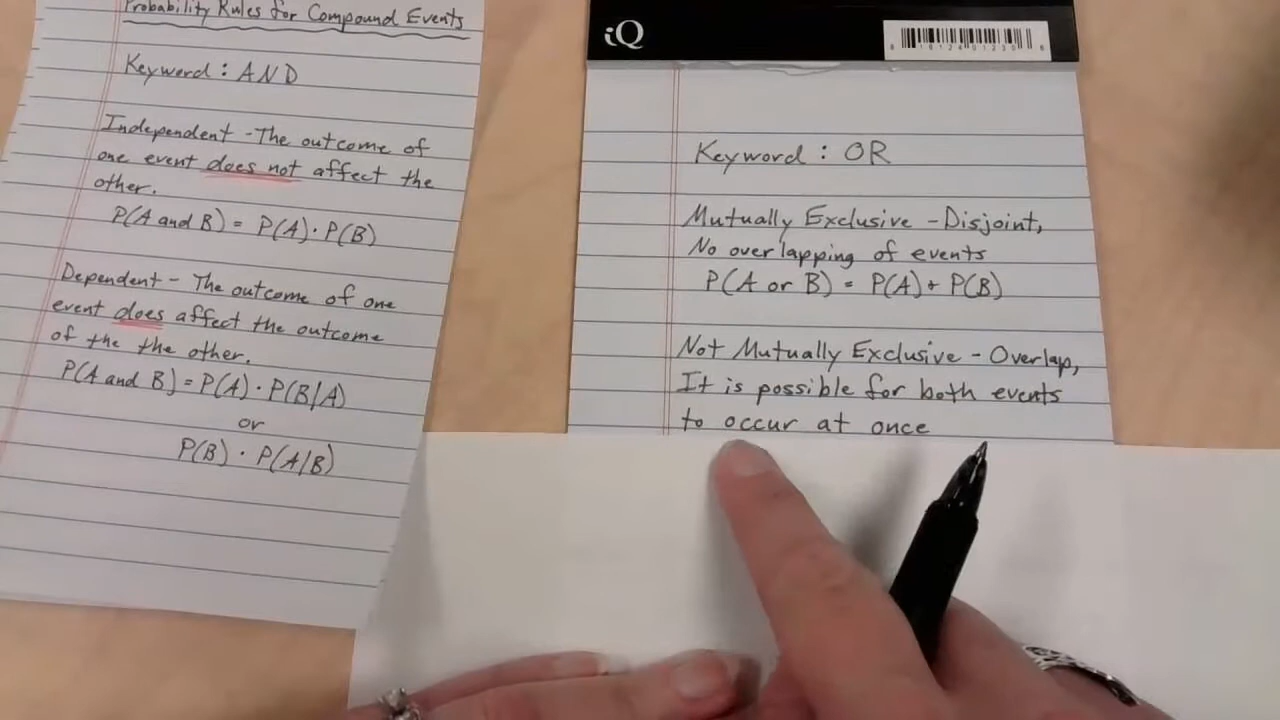 Probability Rules for Compound Events
Keyword : AND
Independent - The outcome of
one event does not affect the
other.
P(A and B) = P(A) · P(B)
Dependent - The outcome of one
event does affect the outcome
of the the other.
P(A and B) = P(A) · P(B/A)
or
P(B) · P(A/B)
iQ
Keyword : OR
Mutually Exclusive - Disjoint,
No overlapping of events
P(A or B) = P(A) + P(B)
Not Mutually Exclusive - Overlap,
It is possible for both events
to occur at once